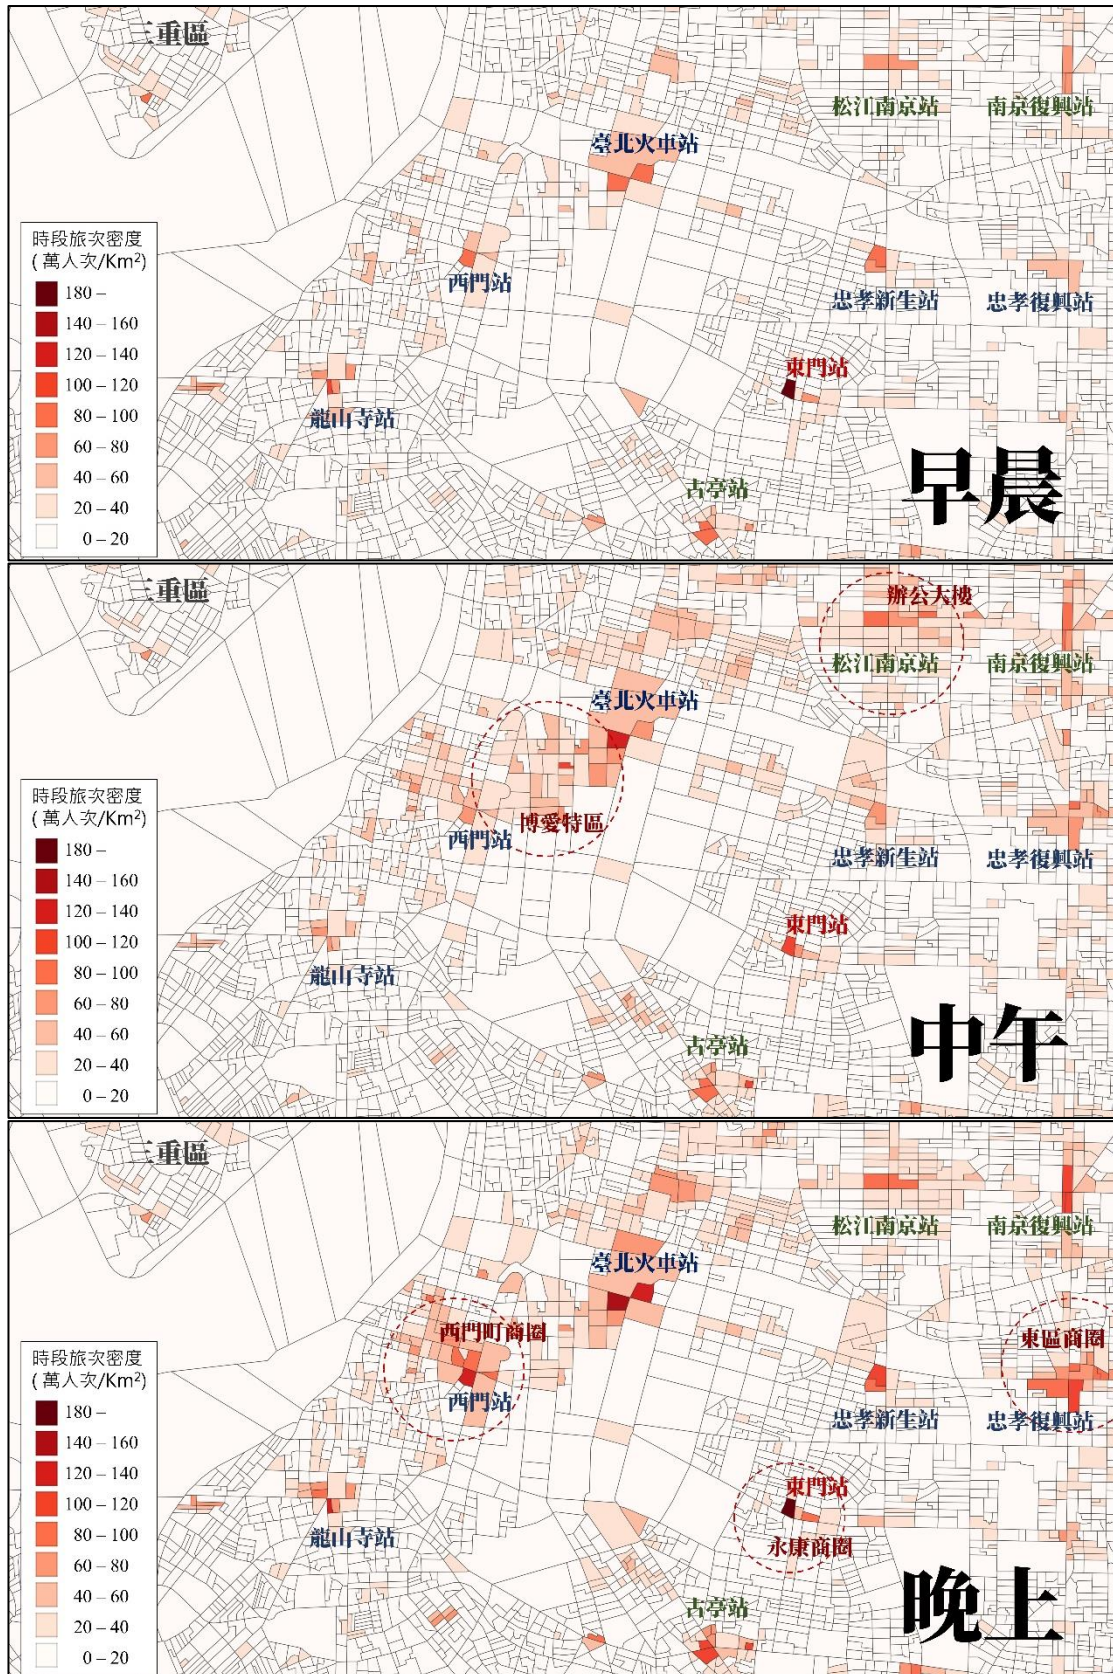 三重區
松江南京站
南京復興站
臺北火車站
時段旅次密度
(萬人次/Km²)
180 –
140 – 160
120 – 140
100 – 120
80 – 100
60 – 80
40 – 60
20 – 40
0 – 20
西門站
忠孝新生站
忠孝復興站
東門站
龍山寺站
古亭站
早晨
三重區
辦公大樓
松江南京站
南京復興站
臺北火車站
時段旅次密度
(萬人次/Km²)
180 –
140 – 160
120 – 140
100 – 120
80 – 100
60 – 80
40 – 60
20 – 40
0 – 20
博愛特區
西門站
忠孝新生站
忠孝復興站
東門站
龍山寺站
古亭站
中午
三重區
松江南京站
南京復興站
臺北火車站
時段旅次密度
(萬人次/Km²)
180 –
140 – 160
120 – 140
100 – 120
80 – 100
60 – 80
40 – 60
20 – 40
0 – 20
西門町商圈
東區商圈
西門站
忠孝新生站
忠孝復興站
東門站
龍山寺站
永康商圈
古亭站
晚上